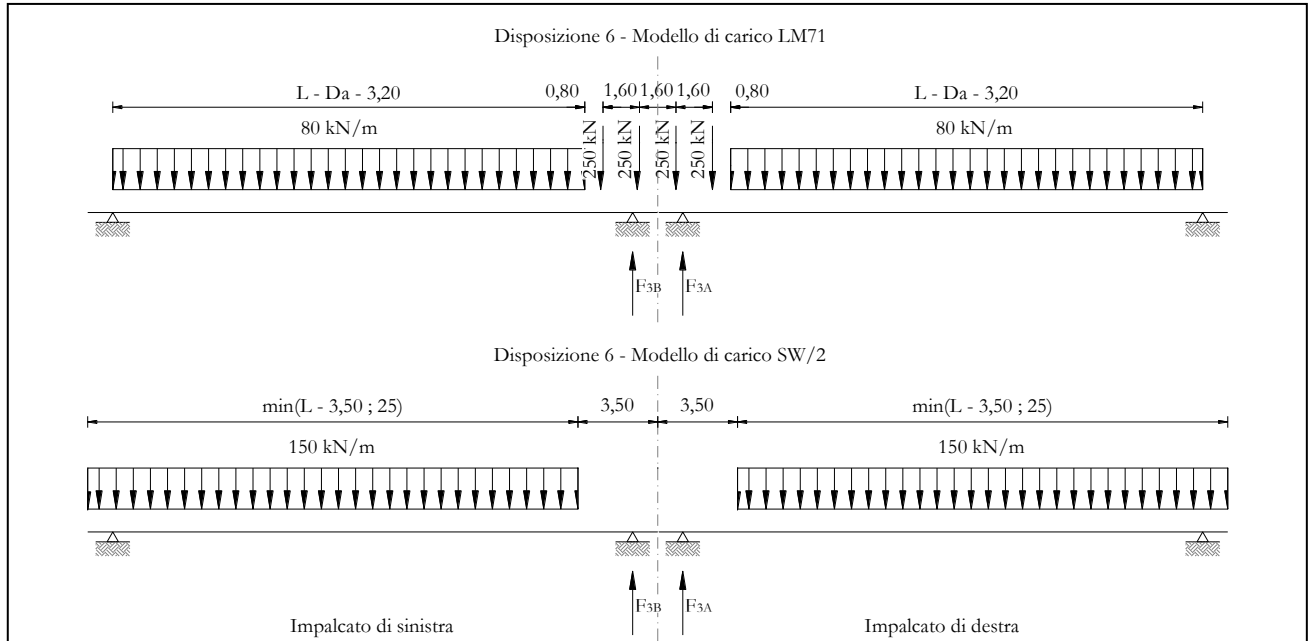 Disposizione 6 - Modello di carico LM71
L - Da - 3,20 0,80 1,60 1,60 1,60 0,80 L - Da - 3,20
80 kN/m 250 kN 250 kN 250 kN 250 kN 80 kN/m
F3B F3A
Disposizione 6 - Modello di carico SW/2
min(L - 3,50 ; 25) 3,50 3,50 min(L - 3,50 ; 25)
150 kN/m 150 kN/m
F3B F3A
Impalcato di sinistra Impalcato di destra